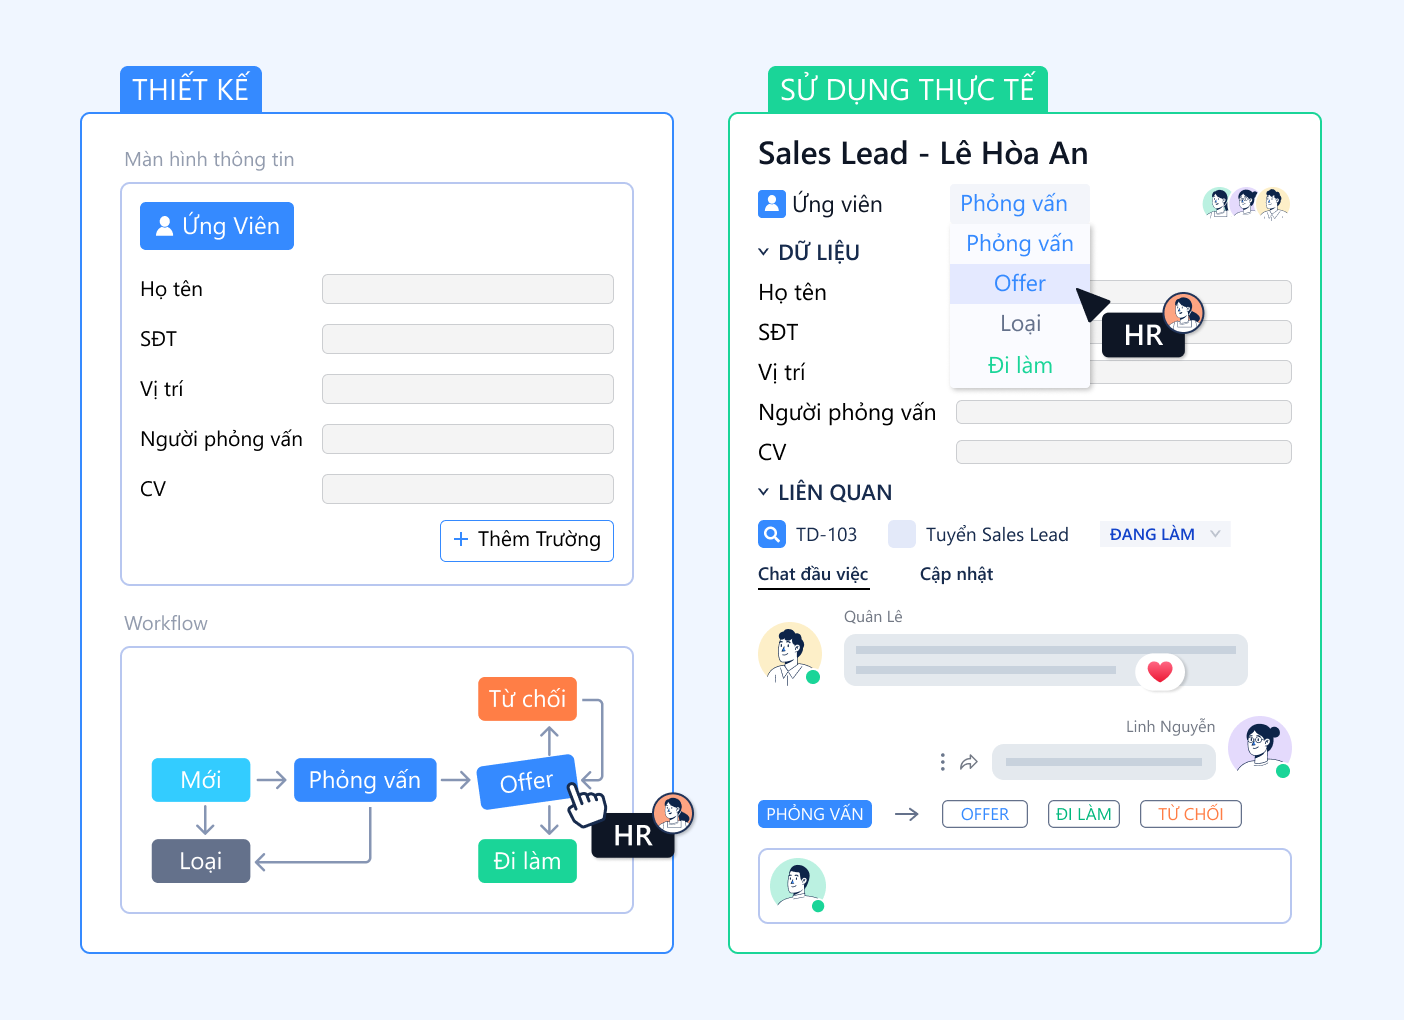 THIẾT KẾ
Màn hình thông tin
Ứng Viên
Họ tên
SĐT
Vị trí
Người phỏng vấn
CV
+ Thêm Trường
Workflow
Từ chối
Mới
Phỏng vấn
Offer
HR
Loại
Đi làm
SỬ DỤNG THỰC TẾ
Sales Lead - Lê Hòa An
Ứng viên
Phỏng vấn
Phỏng vấn
Offer
Loại
Đi làm
HR
DỮ LIỆU
Họ tên
SĐT
Vị trí
Người phỏng vấn
CV
LIÊN QUAN
TD-103 Tuyển Sales Lead ĐANG LÀM
Chat đầu việc Cập nhật
Quân Lê
Linh Nguyễn
PHỎNG VẤN OFFER ĐI LÀM TỪ CHỐI